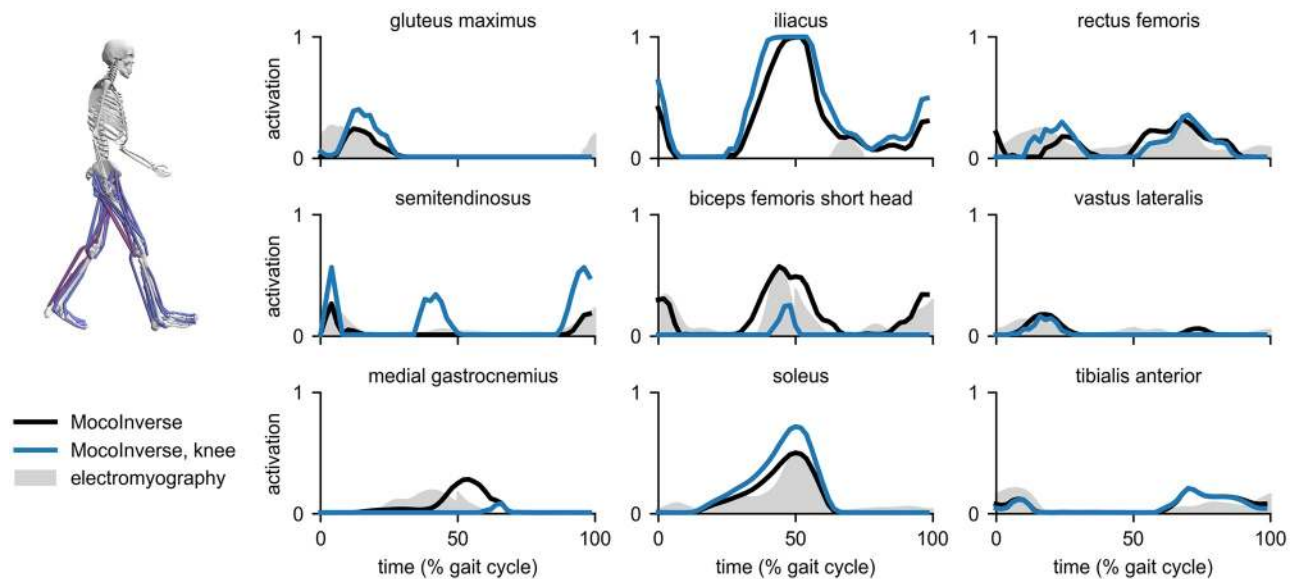 gluteus maximus
iliacus
rectus femoris
activation
1
0
1
0
1
0
semitendinosus
biceps femoris short head
vastus lateralis
activation
1
0
1
0
1
0
medial gastrocnemius
soleus
tibialis anterior
activation
1
0
1
0
1
0
0 50 100
0 50 100
0 50 100
time (% gait cycle)
time (% gait cycle)
time (% gait cycle)
MocoInverse
MocoInverse, knee
electromyography